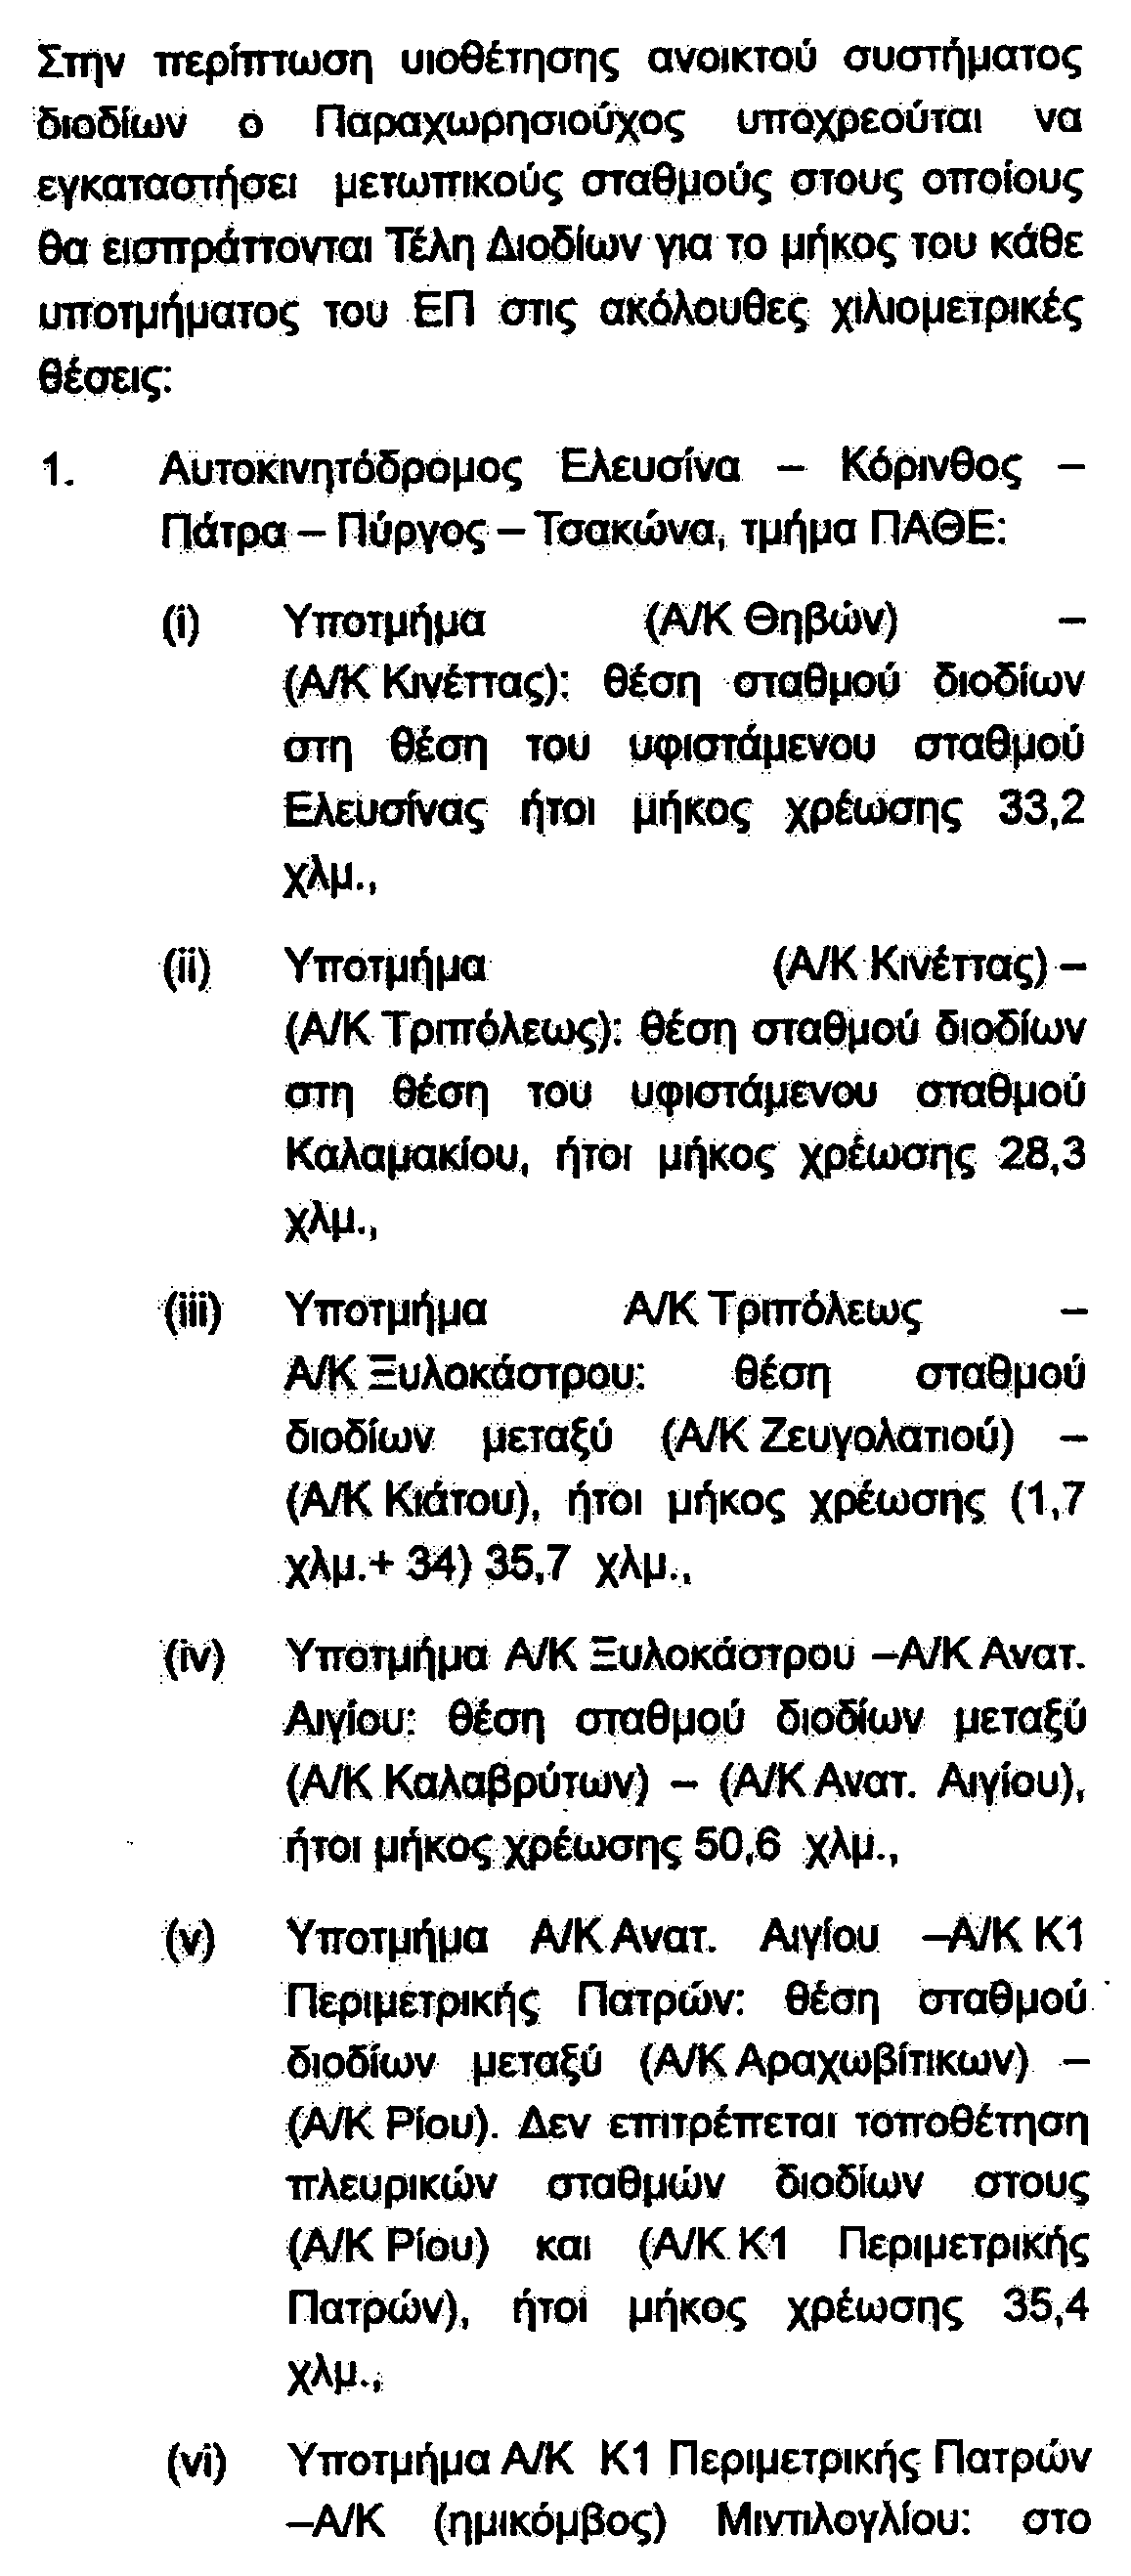 Στην περίπτωση υιοθέτησης ανοικτού συστήματος
διοδίων ο Παραχωρησιούχος υποχρεούται να
εγκαταστήσει μετωπικούς σταθμούς στους οποίους
θα εισπράττονται Τέλη Διοδίων για το μήκος του κάθε
υποτμήματος του ΕΠ στις ακόλουθες χιλιομετρικές
θέσεις:
1. Αυτοκινητόδρομος Ελευσίνα – Κόρινθος –
Πάτρα – Πύργος – Τσακώνα, τμήμα ΠΑΘΕ:
(i) Υποτμήμα (Α/Κ Θηβών) –
(Α/Κ Κινέττας): θέση σταθμού διοδίων
στη θέση του υφιστάμενου σταθμού
Ελευσίνας ήτοι μήκος χρέωσης 33,2
χλμ.,
(ii) Υποτμήμα (Α/Κ Κινέττας) –
(Α/Κ Τριπόλεως): θέση σταθμού διοδίων
στη θέση του υφιστάμενου σταθμού
Καλαμακίου, ήτοι μήκος χρέωσης 28,3
χλμ.,
(iii) Υποτμήμα Α/Κ Τριπόλεως –
Α/Κ Ξυλοκάστρου: θέση σταθμού
διοδίων μεταξύ (Α/Κ Ζευγολατιού) –
(Α/Κ Κιάτου), ήτοι μήκος χρέωσης (1,7
χλμ.+ 34) 35,7 χλμ.,
(iv) Υποτμήμα Α/Κ Ξυλοκάστρου –Α/Κ Ανατ.
Αιγίου: θέση σταθμού διοδίων μεταξύ
(Α/Κ Καλαβρύτων) – (Α/Κ Ανατ. Αιγίου),
ήτοι μήκος χρέωσης 50,6 χλμ.,
(v) Υποτμήμα Α/Κ Ανατ. Αιγίου –Α/Κ Κ1
Περιμετρικής Πατρών: θέση σταθμού
διοδίων μεταξύ (Α/Κ Αραχωβίτικων) –
(Α/Κ Ρίου). Δεν επιτρέπεται τοποθέτηση
πλευρικών σταθμών διοδίων στους
(Α/Κ Ρίου) και (Α/Κ Κ1 Περιμετρικής
Πατρών), ήτοι μήκος χρέωσης 35,4
χλμ.,
(vi) Υποτμήμα Α/Κ Κ1 Περιμετρικής Πατρών
–Α/Κ (ημικόμβος) Μιντιλογλίου: στο